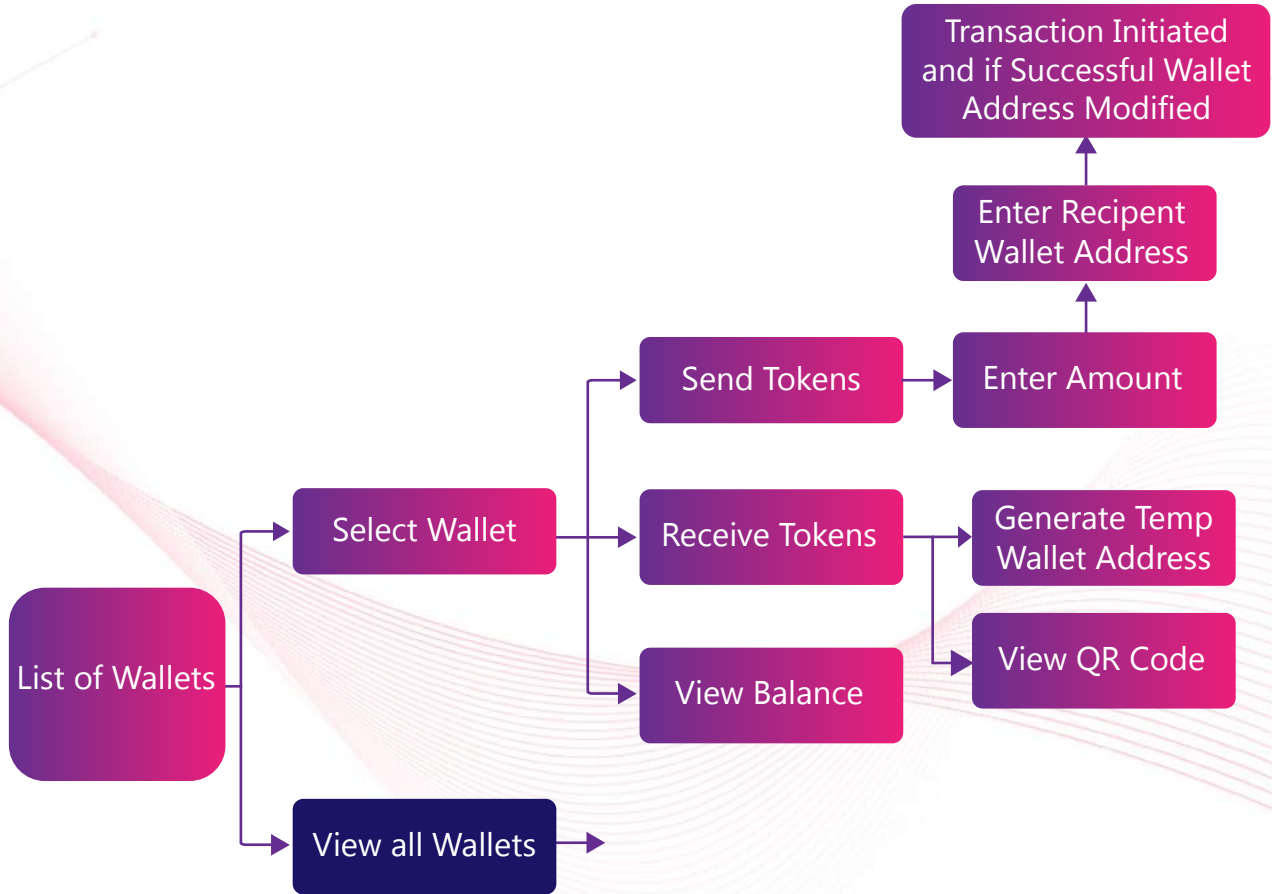 Transaction Initiated
and if Successful Wallet
Address Modified
Enter Recipent
Wallet Address
Send Tokens
Enter Amount
Select Wallet
Receive Tokens
Generate Temp
Wallet Address
List of Wallets
View Balance
View QR Code
View all Wallets